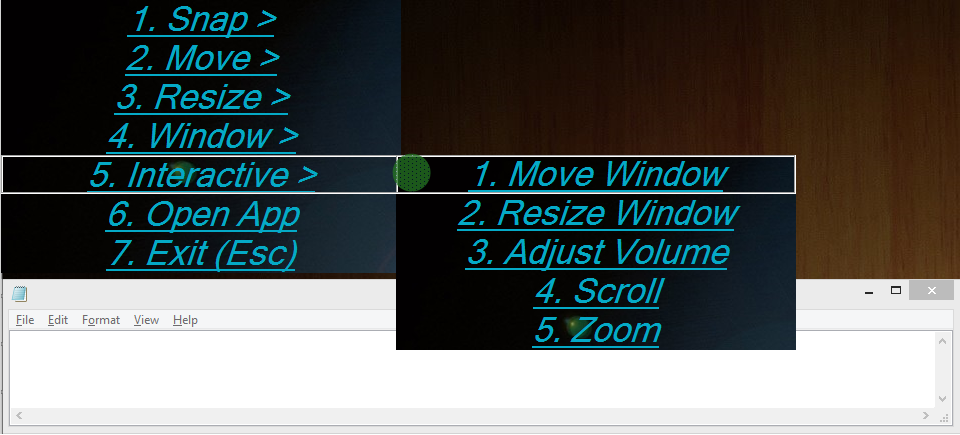 1. Snap >
2. Move >
3. Resize >
4. Window >
5. Interactive >
6. Open App
7. Exit (Esc)
1. Move Window
2. Resize Window
3. Adjust Volume
4. Scroll
5. Zoom
File Edit Format View Help